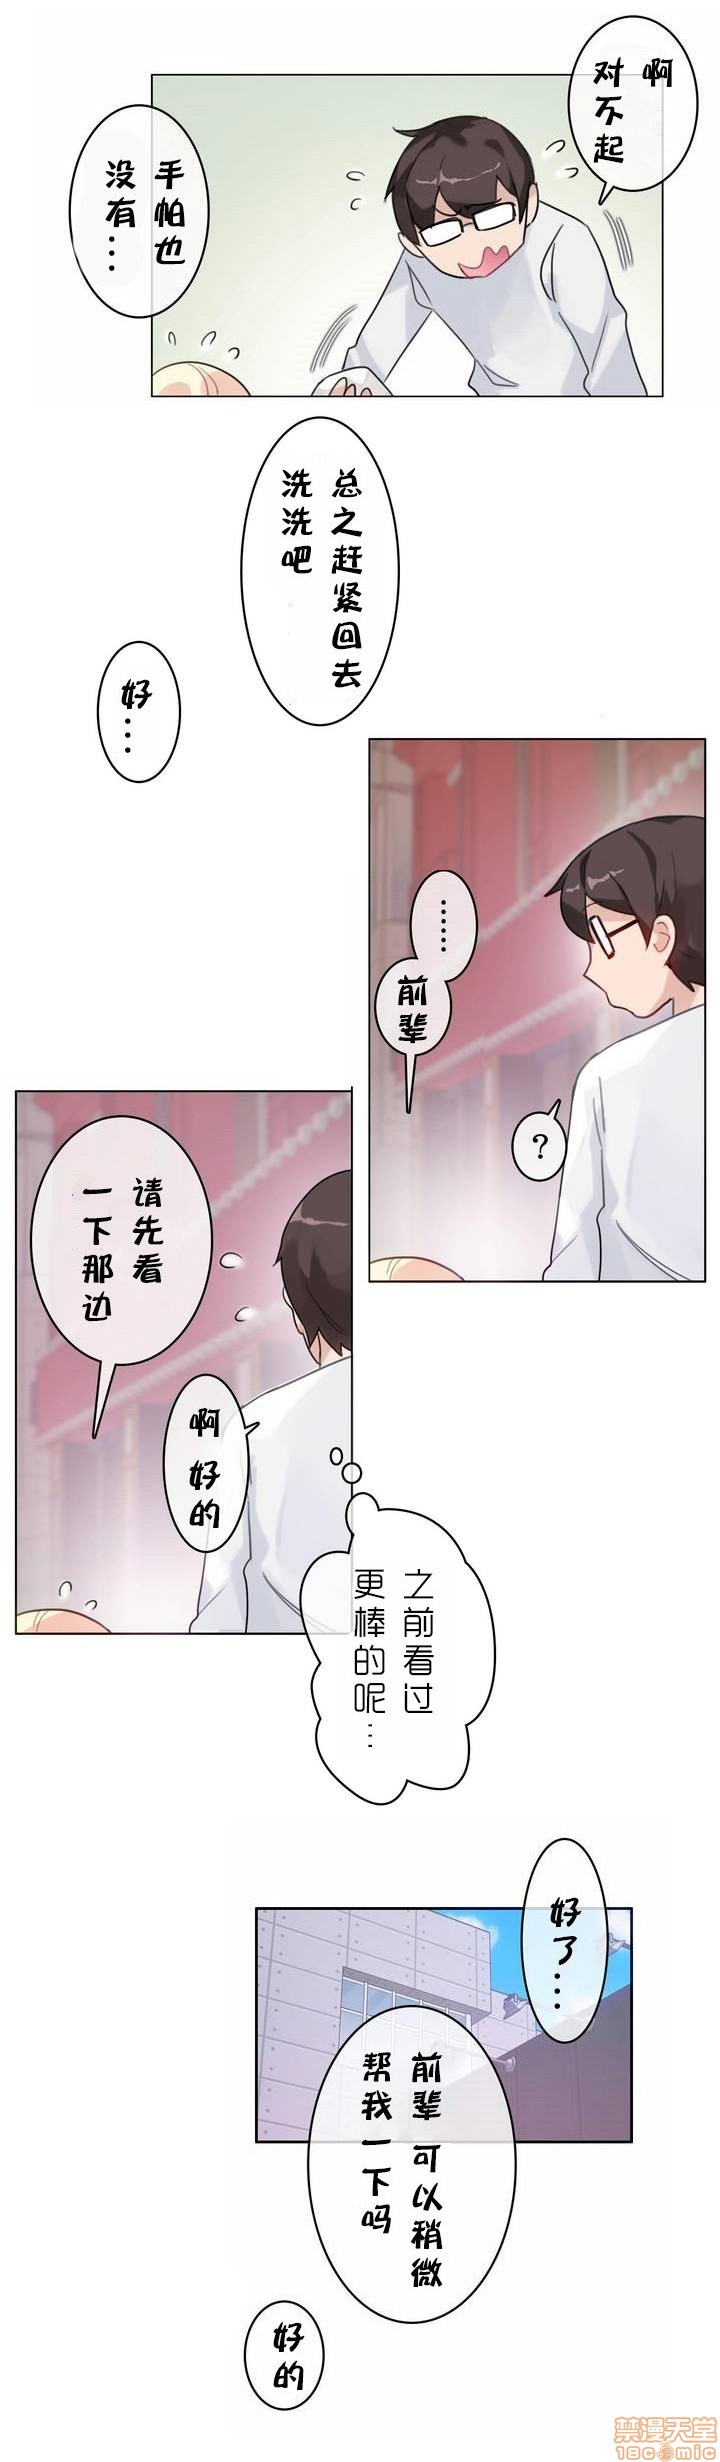 啊
对不起
手帕也
没有…
总之赶紧回去
洗洗吧
好…
……
前辈
？
请先看
一下那边
啊 好的
之前看过
更棒的呢…
好了…
前辈 可以稍微
帮我一下吗
好的
禁漫天堂
18comic